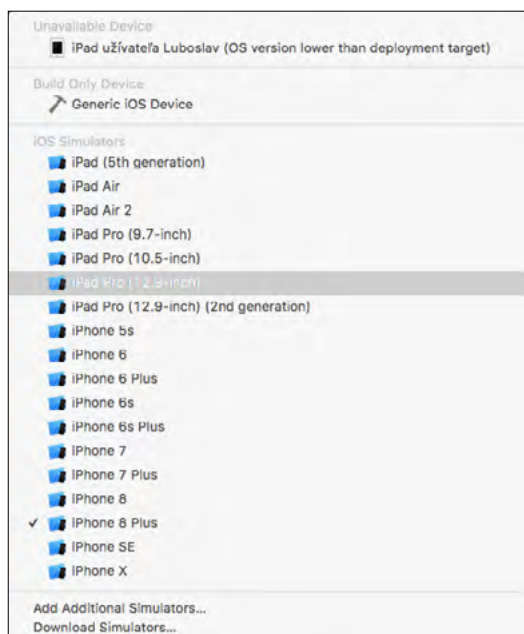 Unavailable Device
iPad užívateľa Luboslav (OS version lower than deployment target)
Build Only Device
Generic iOS Device
iOS Simulators
iPad (5th generation)
iPad Air
iPad Air 2
iPad Pro (9.7-inch)
iPad Pro (10.5-inch)
iPad Pro (12.9-inch)
iPad Pro (12.9-inch) (2nd generation)
iPhone 5s
iPhone 6
iPhone 6 Plus
iPhone 6s
iPhone 6s Plus
iPhone 7
iPhone 7 Plus
iPhone 8
✓ iPhone 8 Plus
iPhone SE
iPhone X
Add Additional Simulators...
Download Simulators...